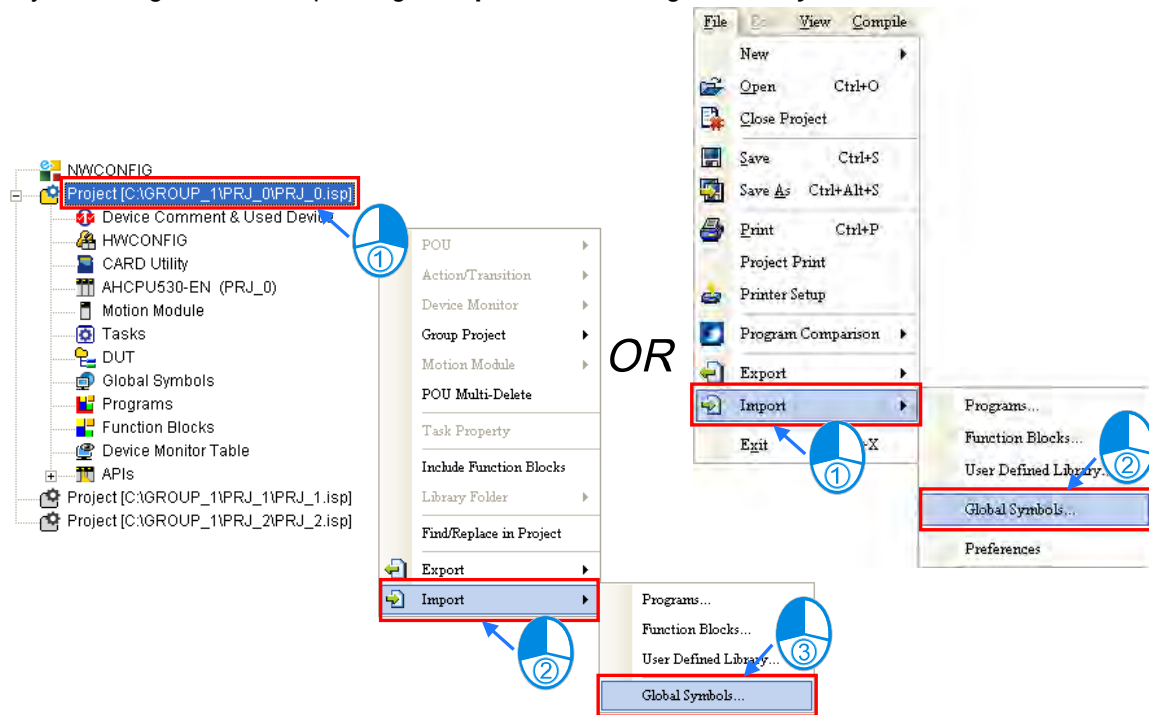 File View Compile
New
Open Ctrl+O
Close Project
Save Ctrl+S
Save As Ctrl+Alt+S
Print Ctrl+P
Project Print
Printer Setup
Program Comparison
Export
Import
Exit X
Programs...
Function Blocks...
User Defined Library...
Global Symbols...
Preferences
①
②
OR
NWCONFIG
Project [C:\GROUP_1\PRJ_0\PRJ_0.isp]
Device Comment & Used Device
HWCONFIG
CARD Utility
AHCPU530-EN (PRJ_0)
Motion Module
Tasks
DUT
Global Symbols
Programs
Function Blocks
Device Monitor Table
APIs
Project [C:\GROUP_1\PRJ_1\PRJ_1.isp]
Project [C:\GROUP_1\PRJ_2\PRJ_2.isp]
①
POU
Action/Transition
Device Monitor
Group Project
Motion Module
POU Multi-Delete
Task Property
Include Function Blocks
Library Folder
Find/Replace in Project
Export
Import
②
Programs...
Function Blocks...
User Defined Library...
Global Symbols...
③